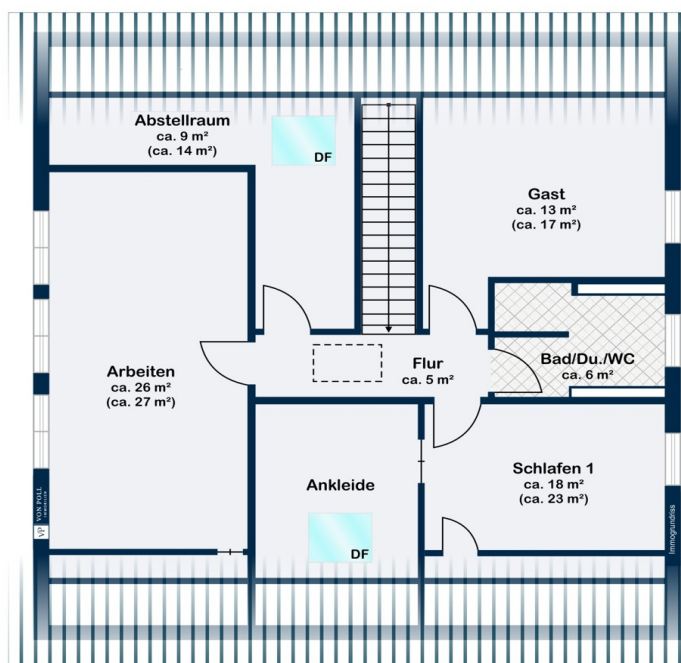 Abstellraum
ca. 9 m²
(ca. 14 m²)
DF
Gast
ca. 13 m²
(ca. 17 m²)
Arbeiten
ca. 26 m²
(ca. 27 m²)
Flur
ca. 5 m²
Bad/Du./WC
ca. 6 m²
Ankleide
DF
Schlafen 1
ca. 18 m²
(ca. 23 m²)
VP
VON POLL
IMMOBILIEN
Immogrundriss